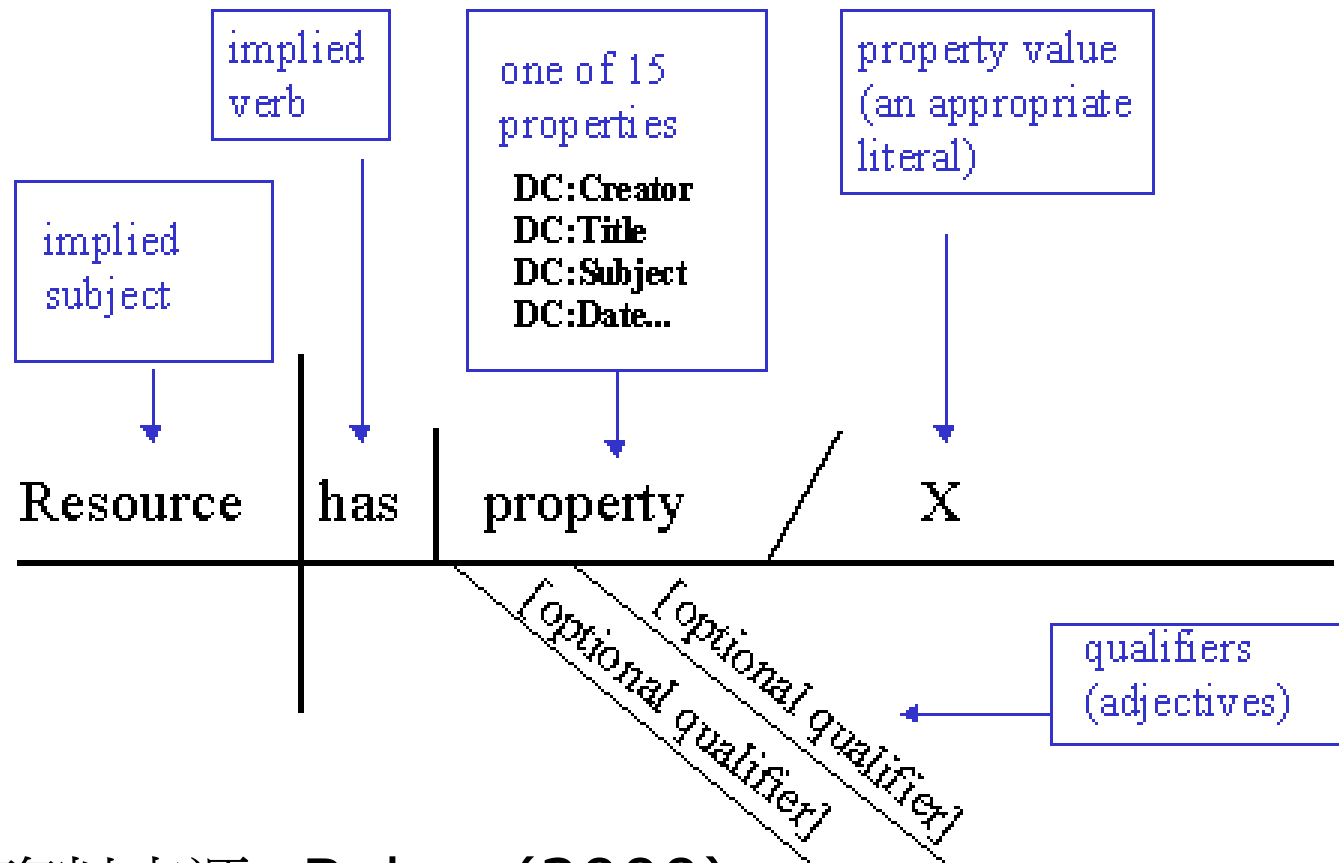 implied
verb
one of 15
properties
DC:Creator
DC:Title
DC:Subject
DC:Date...
property value
(an appropriate
literal)
implied
subject
Resource has property X
[optional qualifier]
[optional qualifier]
qualifiers
(adjectives)